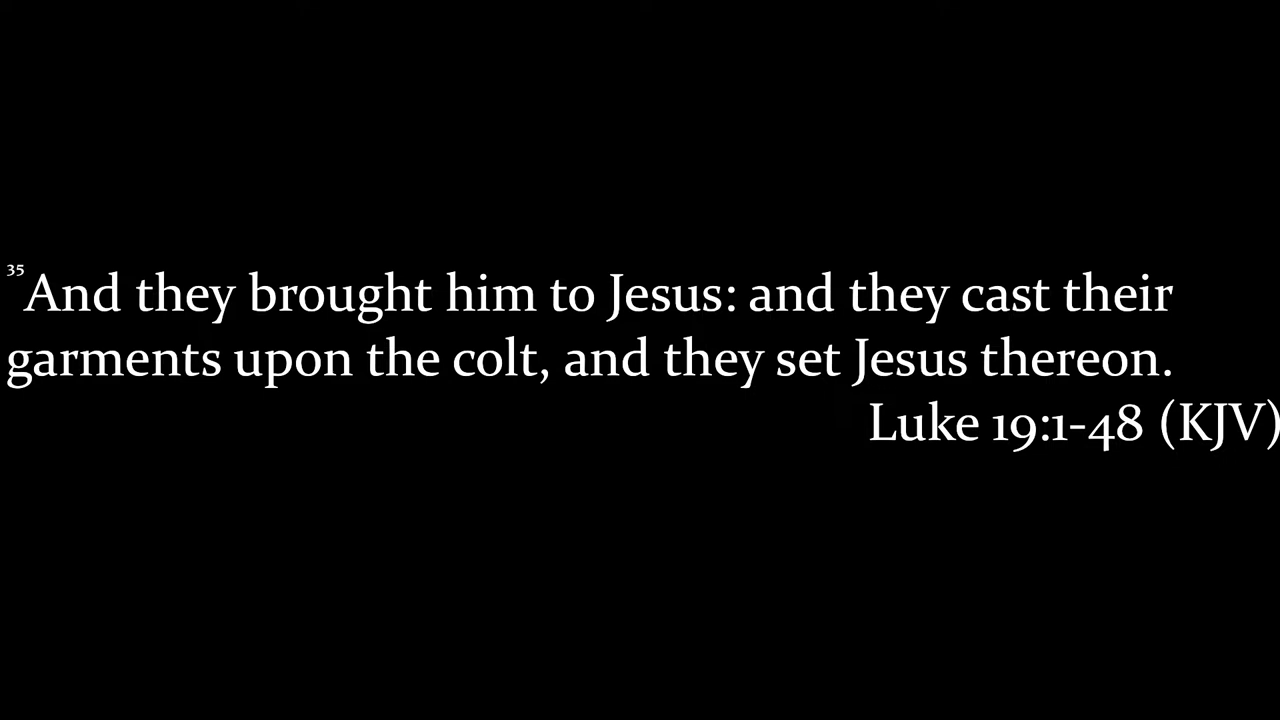 35And they brought him to Jesus: and they cast their
garments upon the colt, and they set Jesus thereon.
Luke 19:1-48 (KJV)